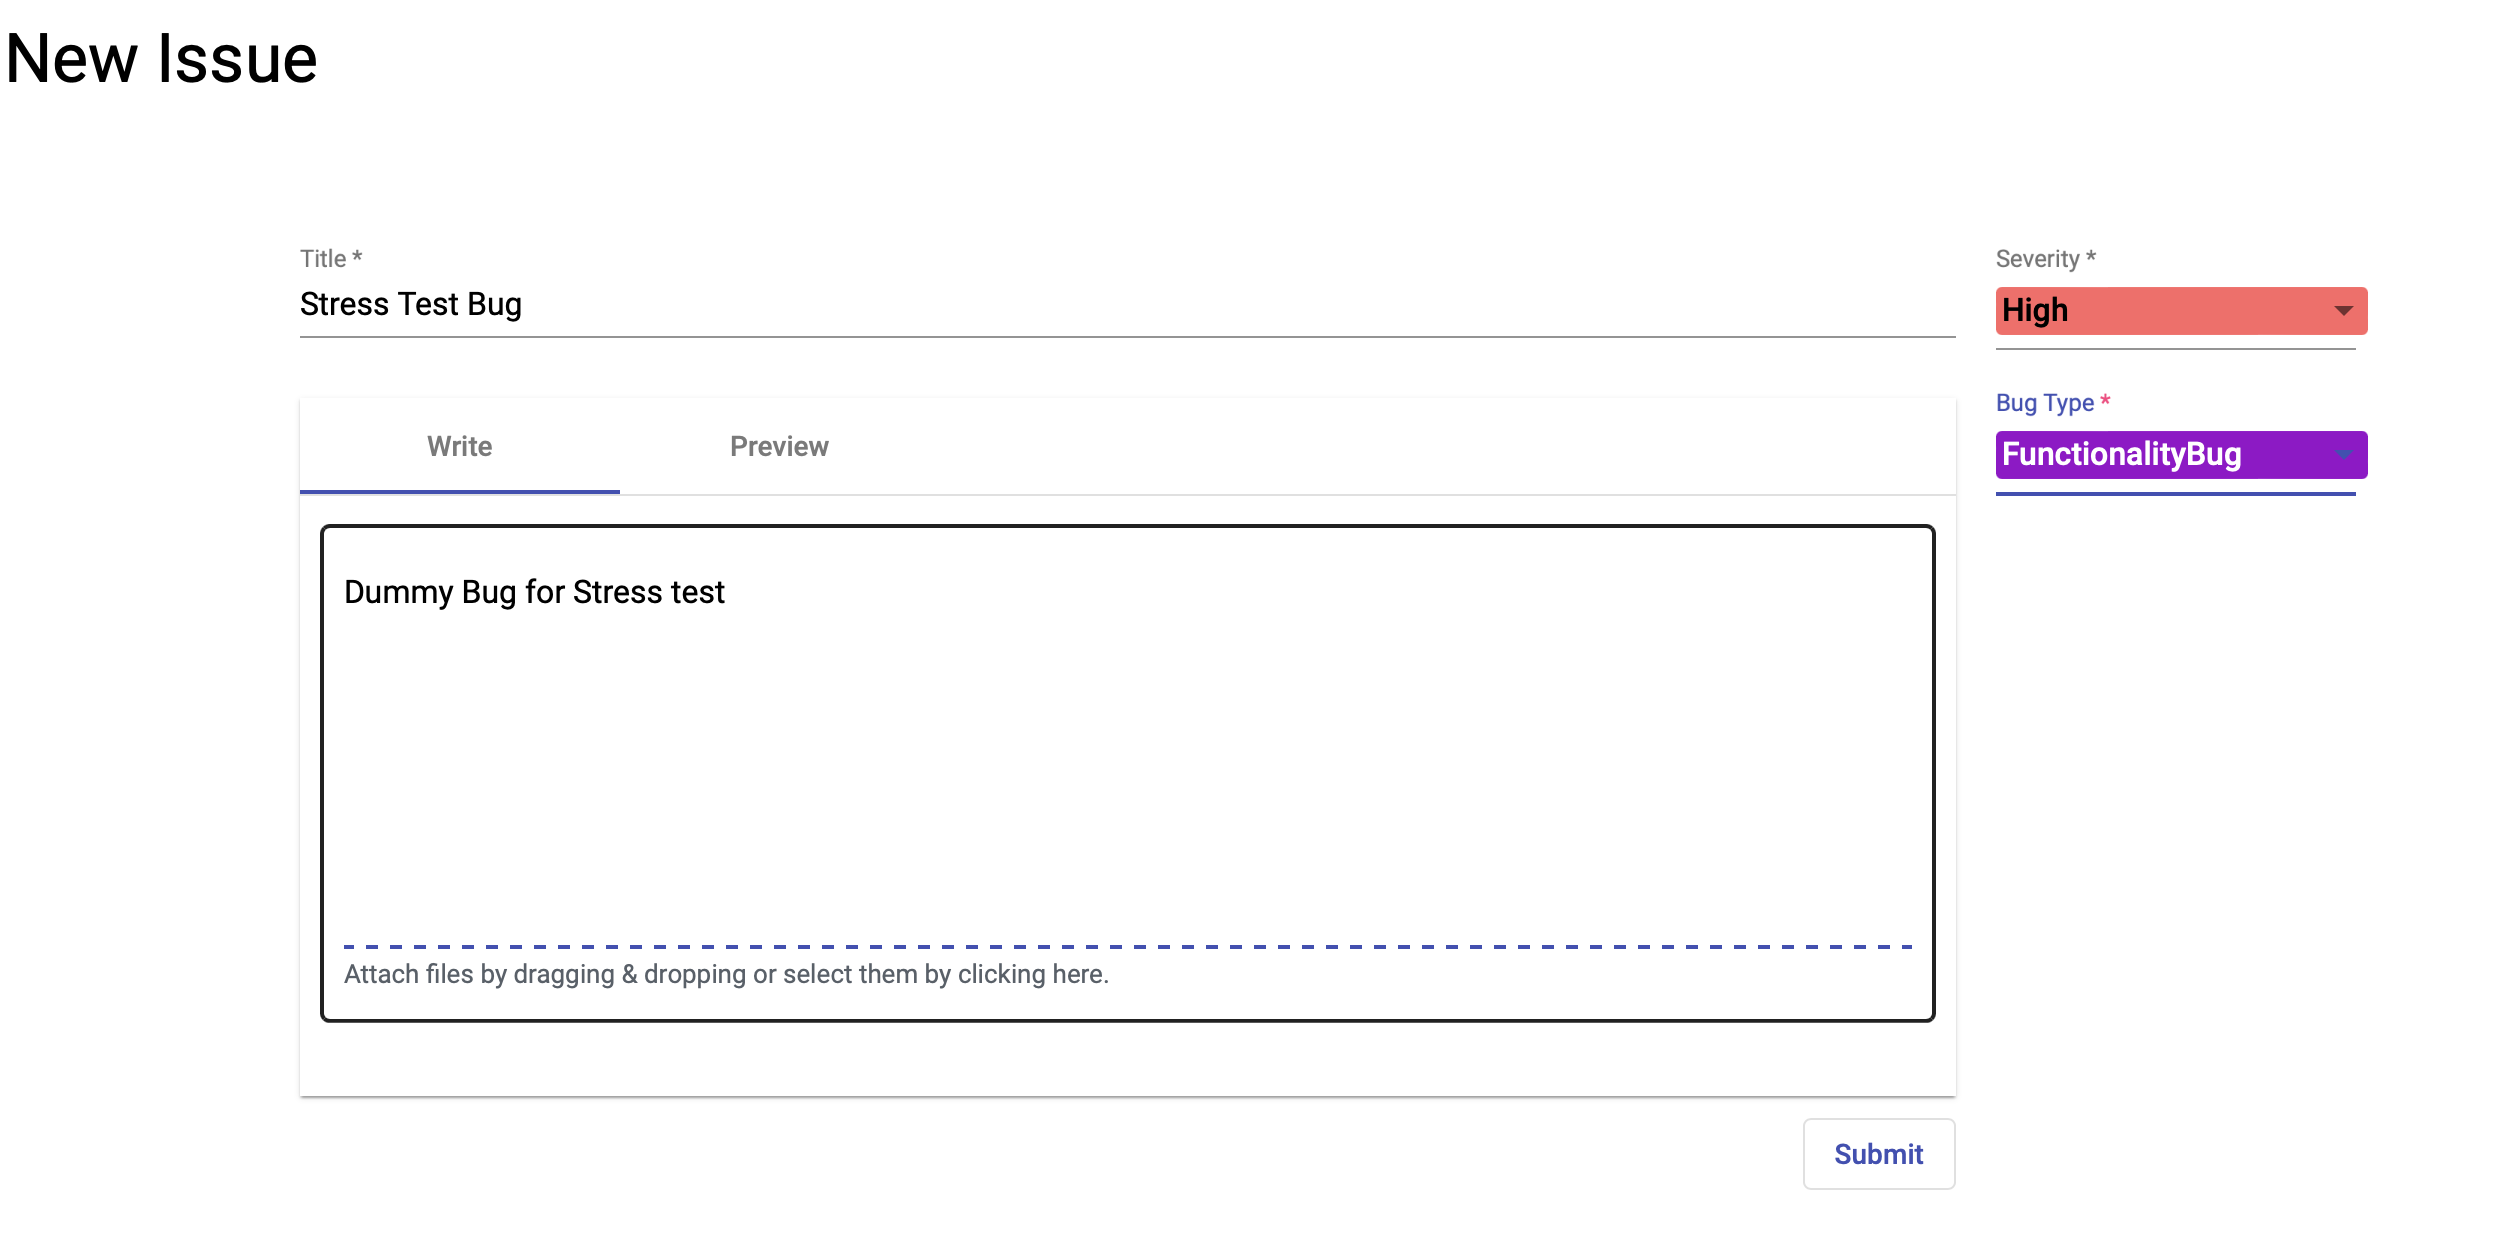 New Issue
Title *
Stress Test Bug
Severity *
High
Bug Type *
FunctionalityBug
Write
Preview
Dummy Bug for Stress test
Attach files by dragging & dropping or select them by clicking here.
Submit